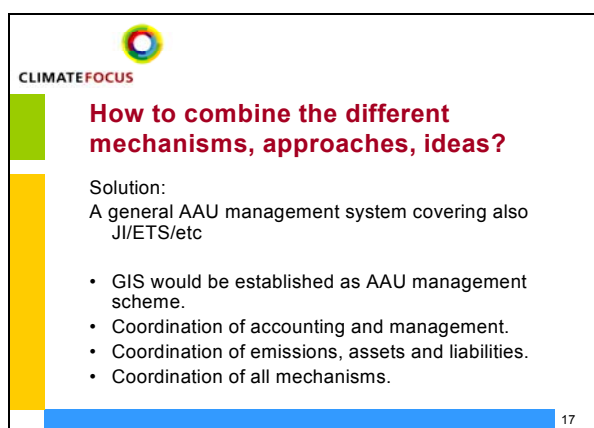 CLIMATEFOCUS
How to combine the different
mechanisms, approaches, ideas?
Solution:
A general AAU management system covering also
JI/ETS/etc
• GIS would be established as AAU management
scheme.
• Coordination of accounting and management.
• Coordination of emissions, assets and liabilities.
• Coordination of all mechanisms.
17